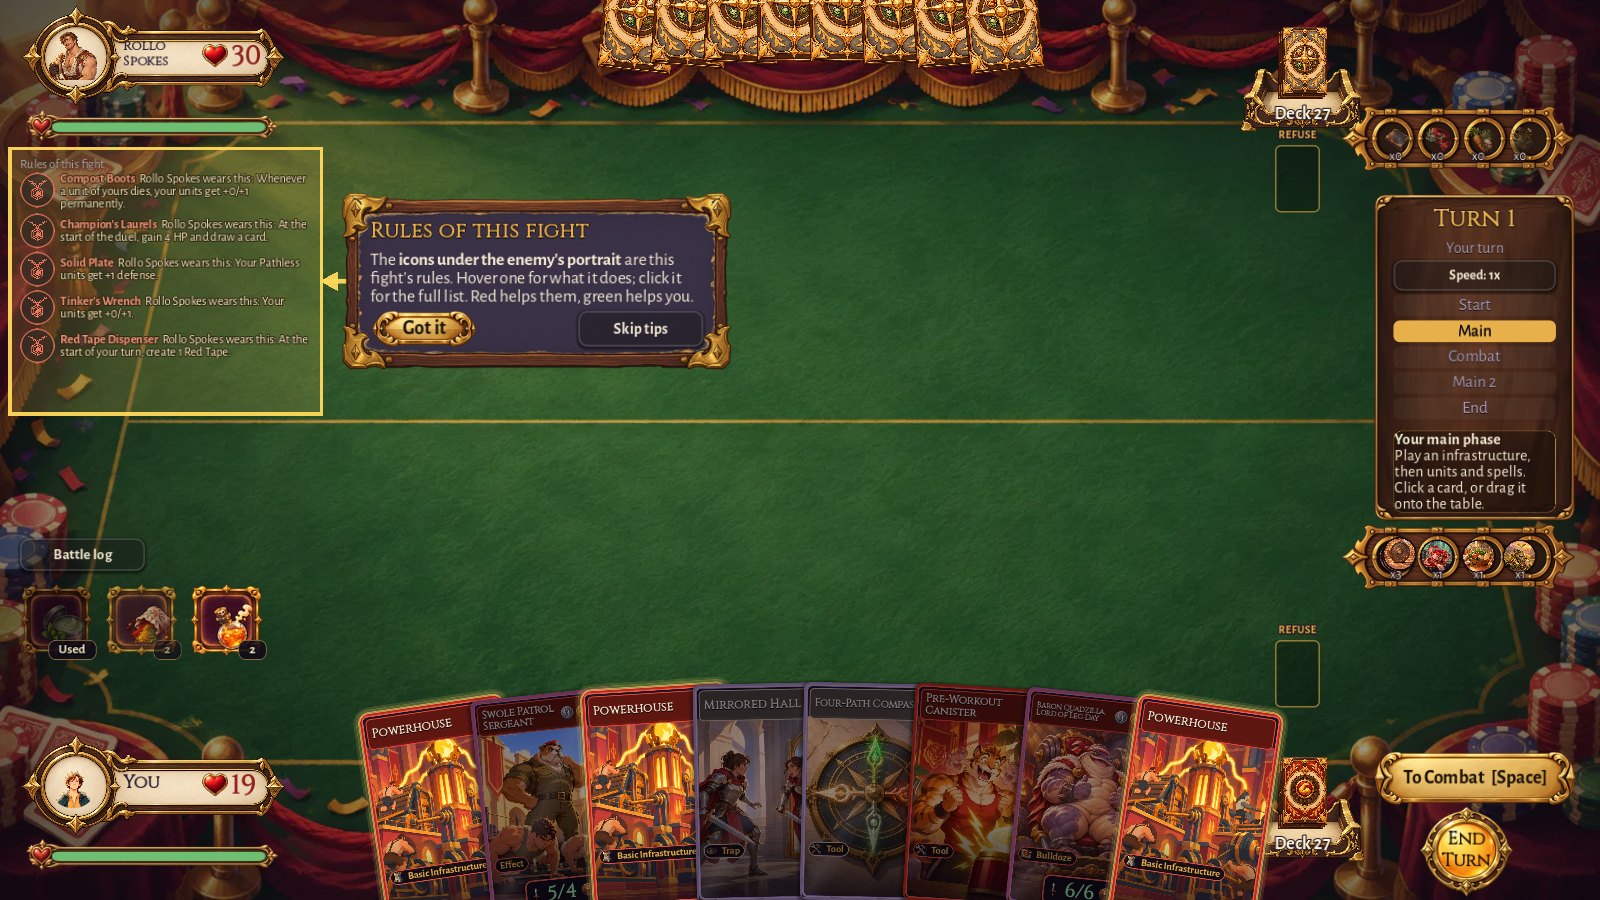 ROLLO
SPOKES
30
Deck 27
REFUSE
x0
x0
x0
x0
Rules of this fight
Compost Boots Rollo Spokes wears this: Whenever
a unit of yours dies, your units get +0/+1
permanently.
Champion's Laurels Rollo Spokes wears this: At the
start of the duel, gain 4 HP and draw a card.
Solid Plate Rollo Spokes wears this: Your Pathless
units get +1 defense.
Tinker's Wrench Rollo Spokes wears this: Your
units get +0/+1.
Red Tape Dispenser Rollo Spokes wears this: At the
start of your turn, create 1 Red Tape.
RULES OF THIS FIGHT
The icons under the enemy's portrait are this
fight's rules. Hover one for what it does; click it
for the full list. Red helps them, green helps you.
Got it
Skip tips
TURN 1
Your turn
Speed: 1x
Start
Main
Combat
Main 2
End
Your main phase
Play an infrastructure,
then units and spells.
Click a card, or drag it
onto the table.
x3
x1
x1
x1
Battle log
Used
2
2
REFUSE
YOU
19
POWERHOUSE
Basic Infrastructure
SWOLE PATROL
SERGEANT
Effect
5/4
POWERHOUSE
Basic Infrastructure
MIRRORED HALL
Trap
FOUR-PATH COMPAS
Tool
PRE-WORKOUT
CANISTER
Tool
BARON QUADZILLA,
LORD OF LEG DAY
Bulldoze
6/6
POWERHOUSE
Basic Infrastructure
Deck 27
To Combat [Space]
END
TURN